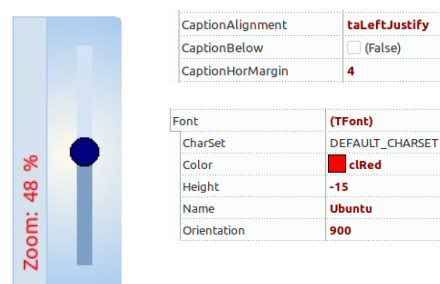 Zoom: 48 %
CaptionAlignment taLeftJustify
CaptionBelow (False)
CaptionHorMargin 4
Font (TFont)
CharSet DEFAULT_CHARSET
Color clRed
Height -15
Name Ubuntu
Orientation 900